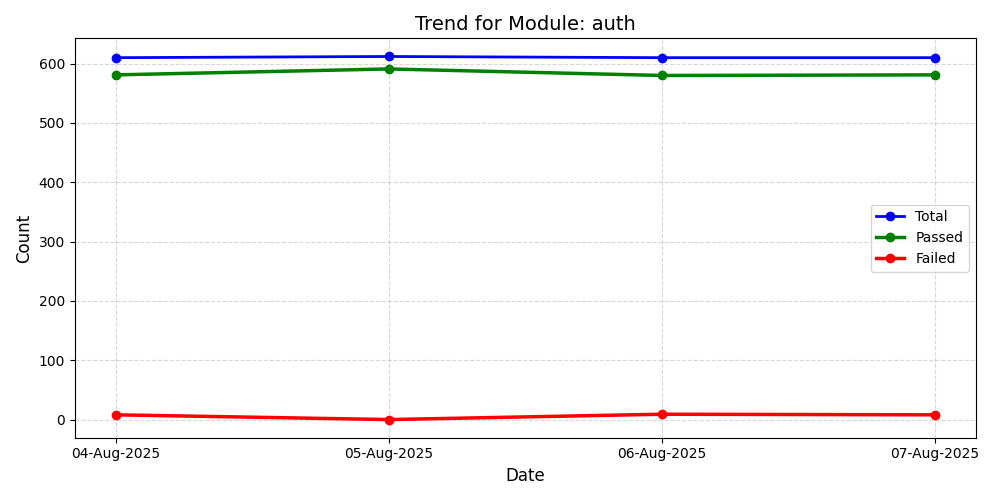 Trend for Module: auth
600
500
400
300
200
100
0
Count
Total
Passed
Failed
04-Aug-2025
05-Aug-2025
06-Aug-2025
07-Aug-2025
Date